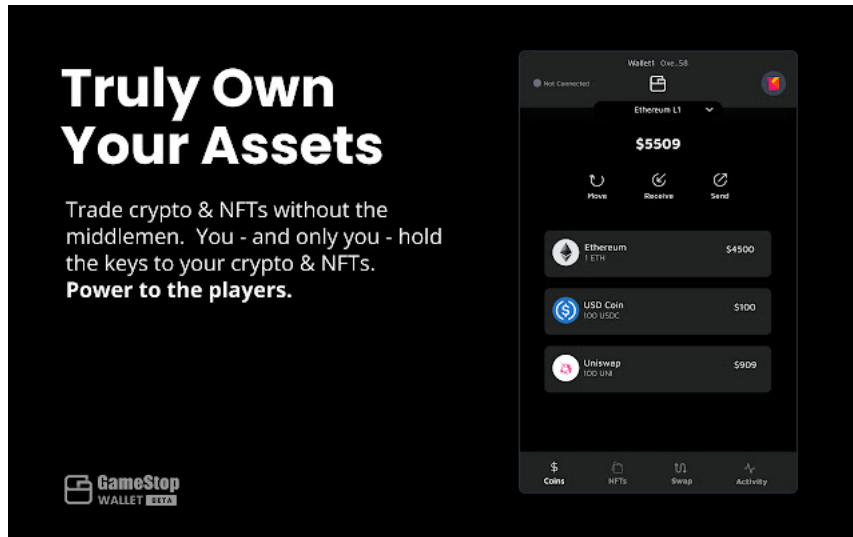 Truly Own
Your Assets
Trade crypto & NFTs without the
middlemen.  You - and only you - hold
the keys to your crypto & NFTs.
Power to the players.
GameStop
WALLET BETA
Wallet1 0xe..58
Not Connected
Ethereum L1
$5509
Move Receive Send
Ethereum $4500
1 ETH
USD Coin $100
100 USDC
Uniswap $909
100 UNI
Coins NFTs Swap Activity